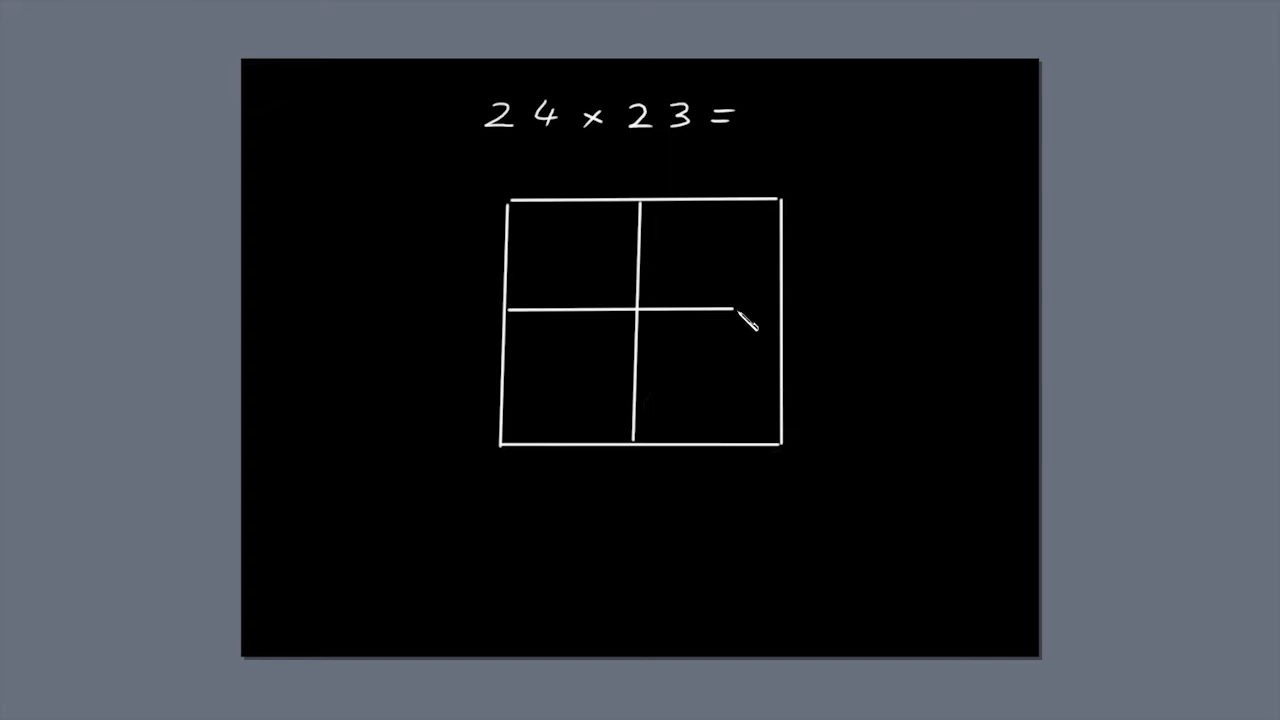 24 × 23 =